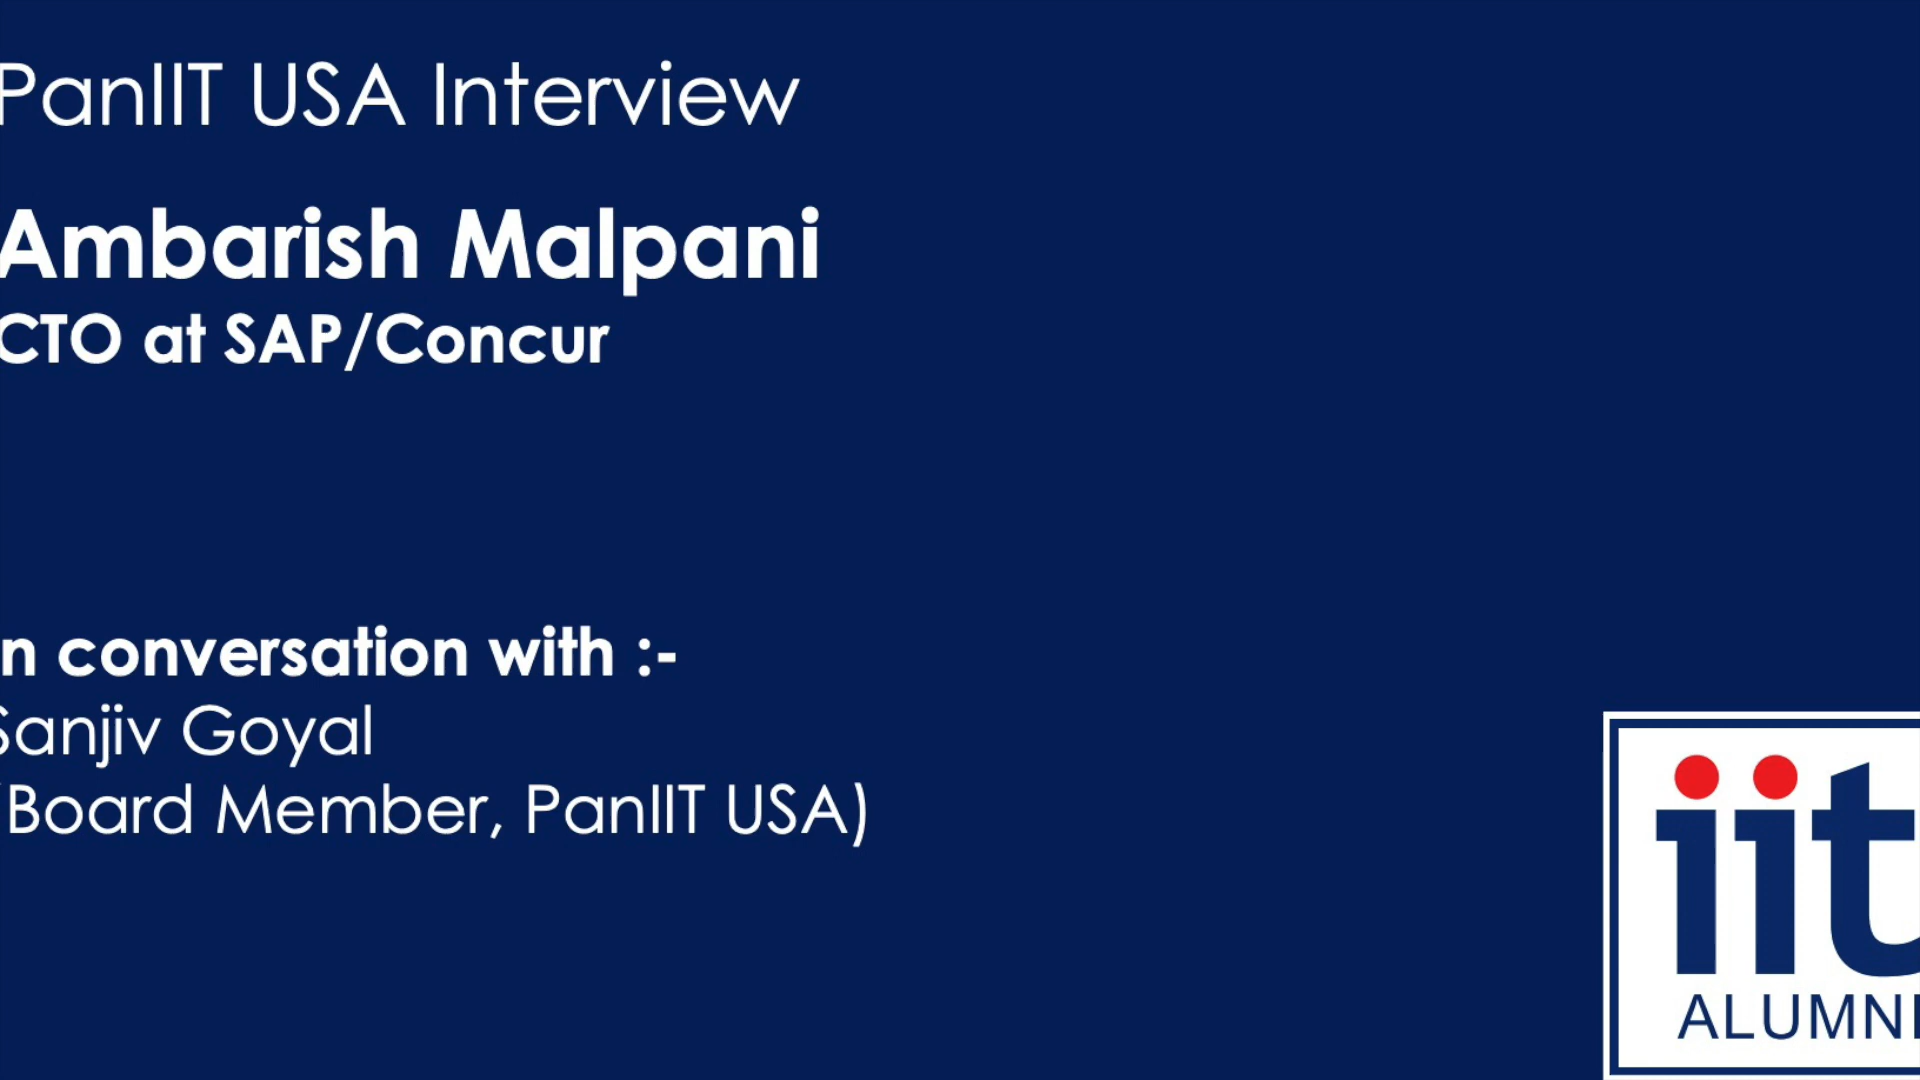 PanIIT USA Interview
Ambarish Malpani
CTO at SAP/Concur
n conversation with :-
Sanjiv Goyal
(Board Member, PanIIT USA)
iit
ALUMNI